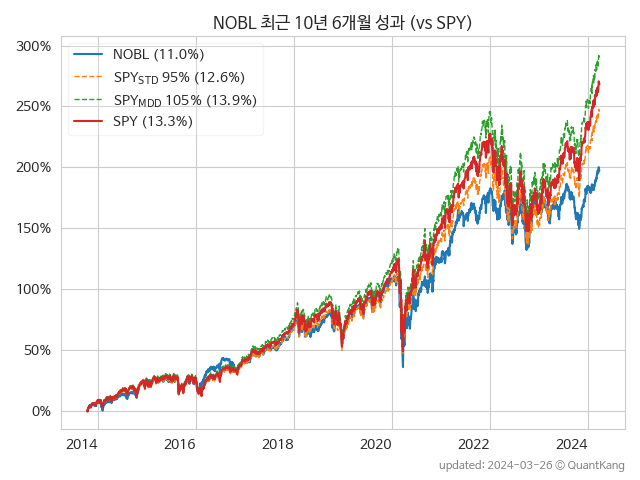 NOBL 최근 10년 6개월 성과 (vs SPY)
NOBL (11.0%)
SPY_STD 95% (12.6%)
SPY_MDD 105% (13.9%)
SPY (13.3%)
300%
250%
200%
150%
100%
50%
0%
2014 2016 2018 2020 2022 2024
updated: 2024-03-26 © QuantKang